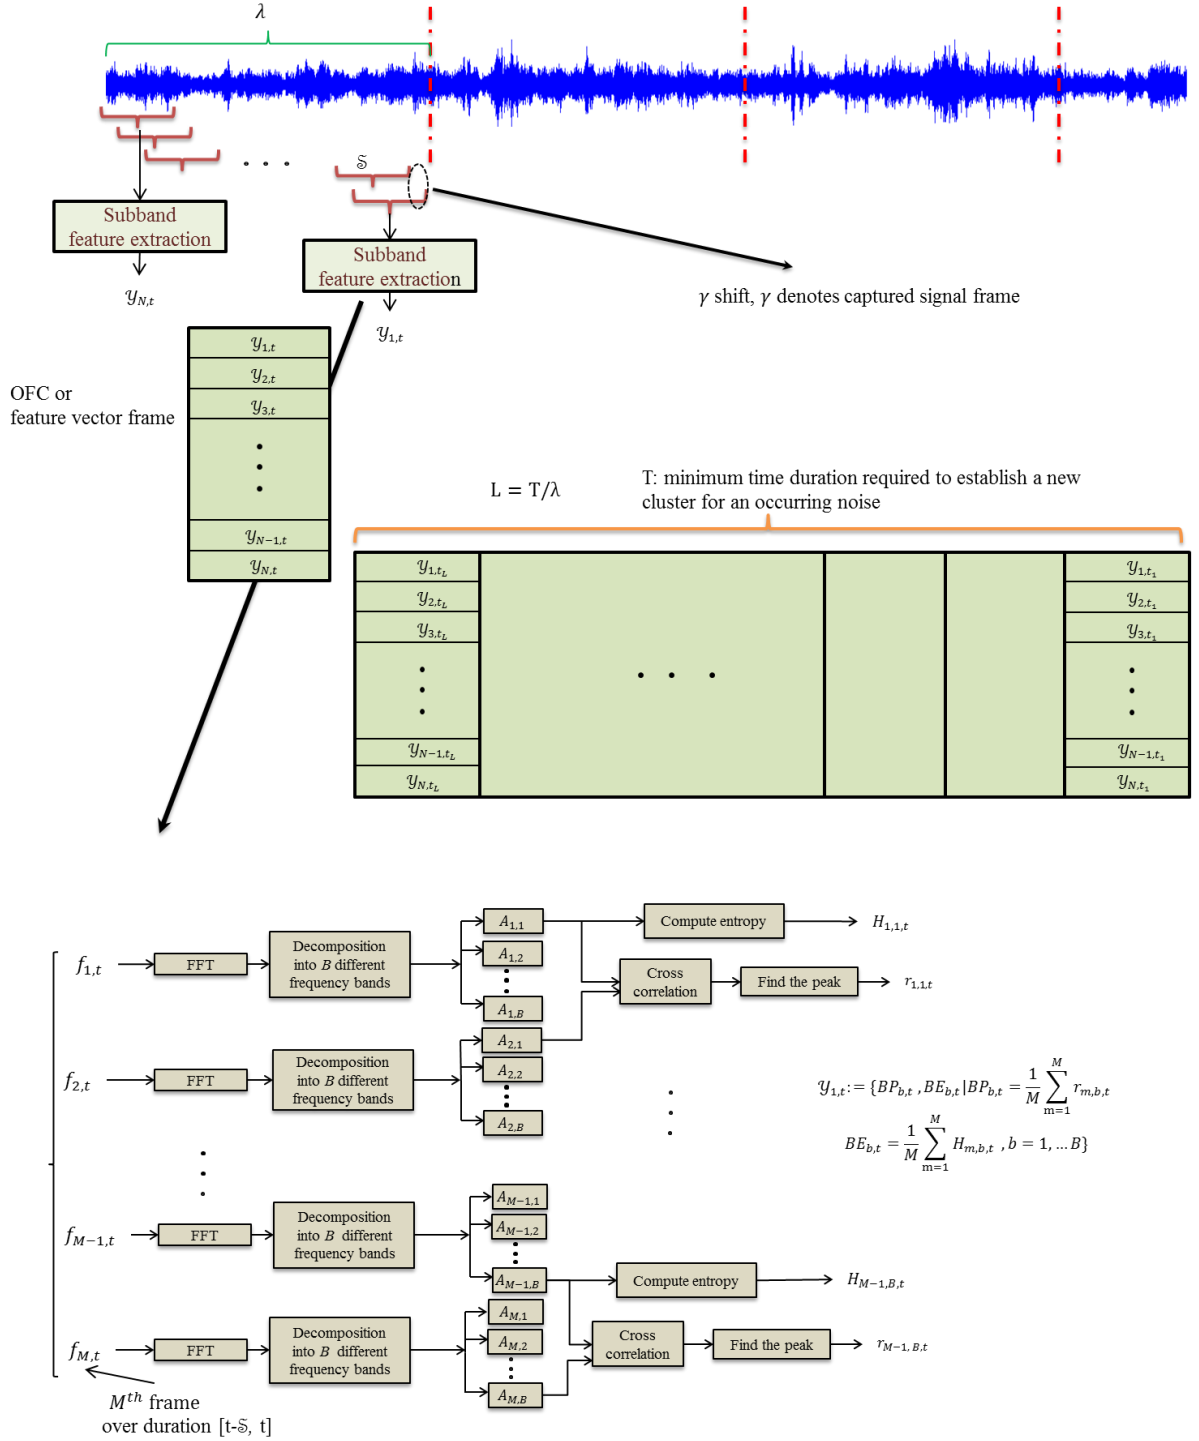 λ
𝕊
Subband
feature extraction
Subband
feature extraction
𝒴_{N,t}
γ shift, γ denotes captured signal frame
𝒴_{1,t}
𝒴_{1,t}
𝒴_{2,t}
OFC or
feature vector frame
𝒴_{3,t}
𝒴_{N−1,t}
𝒴_{N,t}
L = T/λ
T: minimum time duration required to establish a new
cluster for an occurring noise
𝒴_{1,t_L}
𝒴_{2,t_L}
𝒴_{3,t_L}
𝒴_{N−1,t_L}
𝒴_{N,t_L}
𝒴_{1,t_1}
𝒴_{2,t_1}
𝒴_{3,t_1}
𝒴_{N−1,t_1}
𝒴_{N,t_1}
f_{1,t}
FFT
Decomposition
into B different
frequency bands
A_{1,1}
A_{1,2}
A_{1,B}
Compute entropy
H_{1,1,t}
Cross
correlation
Find the peak
r_{1,1,t}
f_{2,t}
FFT
Decomposition
into B different
frequency bands
A_{2,1}
A_{2,2}
A_{2,B}
𝒴_{1,t}:= {BP_{b,t} , BE_{b,t}|BP_{b,t} = \frac{1}{M} \sum_{m=1}^{M} r_{m,b,t}
BE_{b,t} = \frac{1}{M} \sum_{m=1}^{M} H_{m,b,t} , b = 1, … B}
f_{M−1,t}
FFT
Decomposition
into B different
frequency bands
A_{M−1,1}
A_{M−1,2}
A_{M−1,B}
Compute entropy
H_{M−1,B,t}
f_{M,t}
FFT
Decomposition
into B different
frequency bands
A_{M,1}
A_{M,2}
A_{M,B}
Cross
correlation
Find the peak
r_{M−1,B,t}
M^{th} frame
over duration [t-𝕊, t]